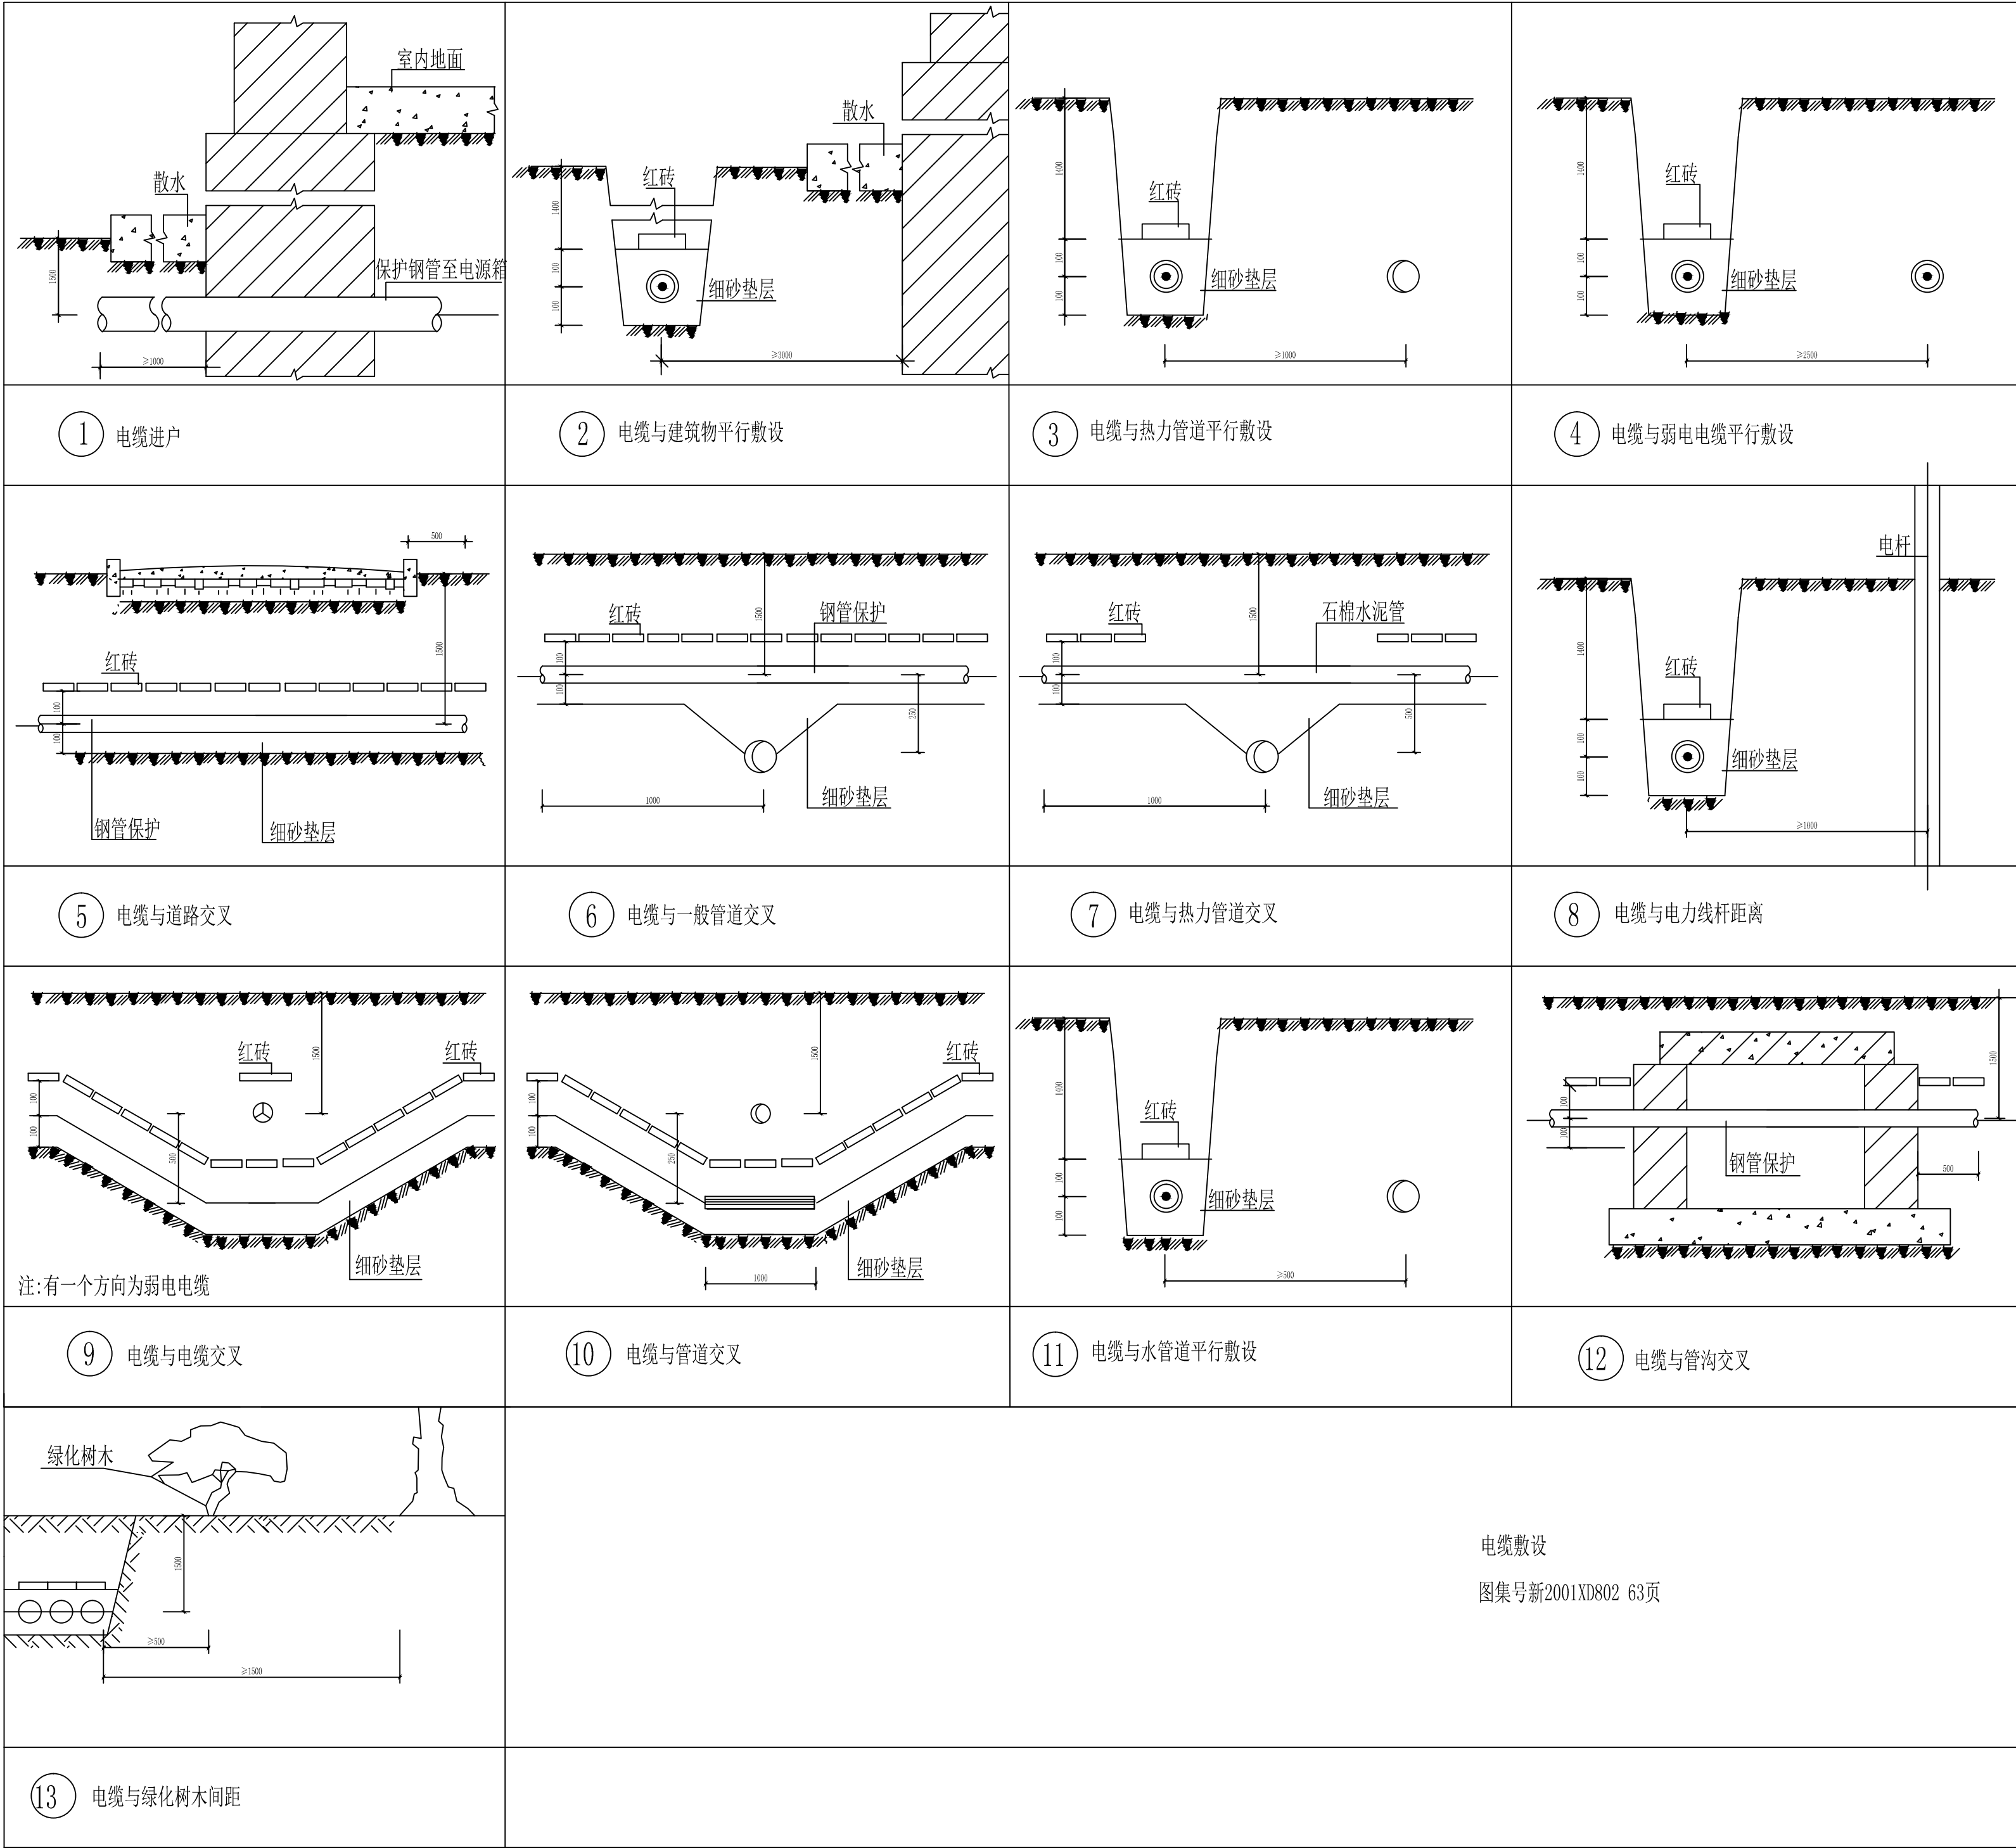 室内地面
散水
保护钢管至电源箱
1500
≥1000
① 电缆进户
散水
红砖
细砂垫层
1400
100
100
≥3000
② 电缆与建筑物平行敷设
红砖
细砂垫层
1400
100
100
≥1000
③ 电缆与热力管道平行敷设
红砖
细砂垫层
1400
100
100
≥2500
④ 电缆与弱电电缆平行敷设
500
1500
红砖
100
100
钢管保护
细砂垫层
⑤ 电缆与道路交叉
红砖
钢管保护
1500
100
100
250
细砂垫层
1000
⑥ 电缆与一般管道交叉
红砖
石棉水泥管
1500
100
100
500
细砂垫层
1000
⑦ 电缆与热力管道交叉
电杆
红砖
细砂垫层
1400
100
100
≥1000
⑧ 电缆与电力线杆距离
红砖
红砖
1500
100
100
500
细砂垫层
注:有一个方向为弱电电缆
⑨ 电缆与电缆交叉
红砖
1500
100
100
250
细砂垫层
1000
⑩ 电缆与管道交叉
红砖
细砂垫层
1400
100
100
≥500
⑪ 电缆与水管道平行敷设
1500
100
100
钢管保护
500
⑫ 电缆与管沟交叉
绿化树木
1500
≥500
≥1500
⑬ 电缆与绿化树木间距
电缆敷设
图集号新2001XD802 63页